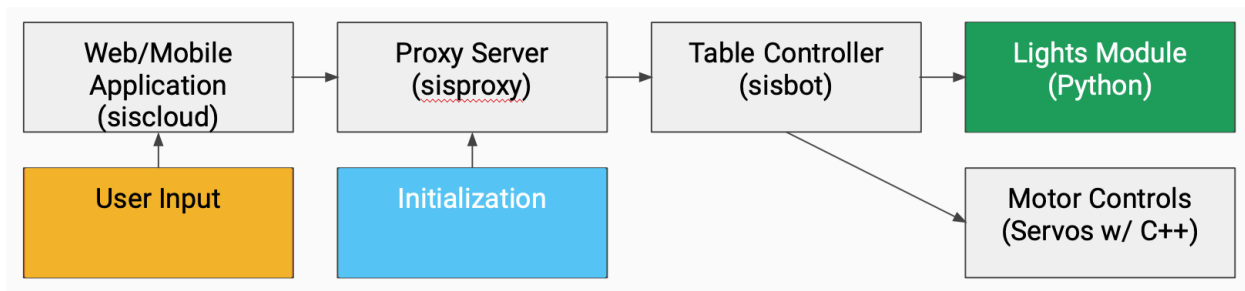 Web/Mobile
Application
(siscloud)
Proxy Server
(sisproxy)
Table Controller
(sisbot)
Lights Module
(Python)
User Input
Initialization
Motor Controls
(Servos w/ C++)